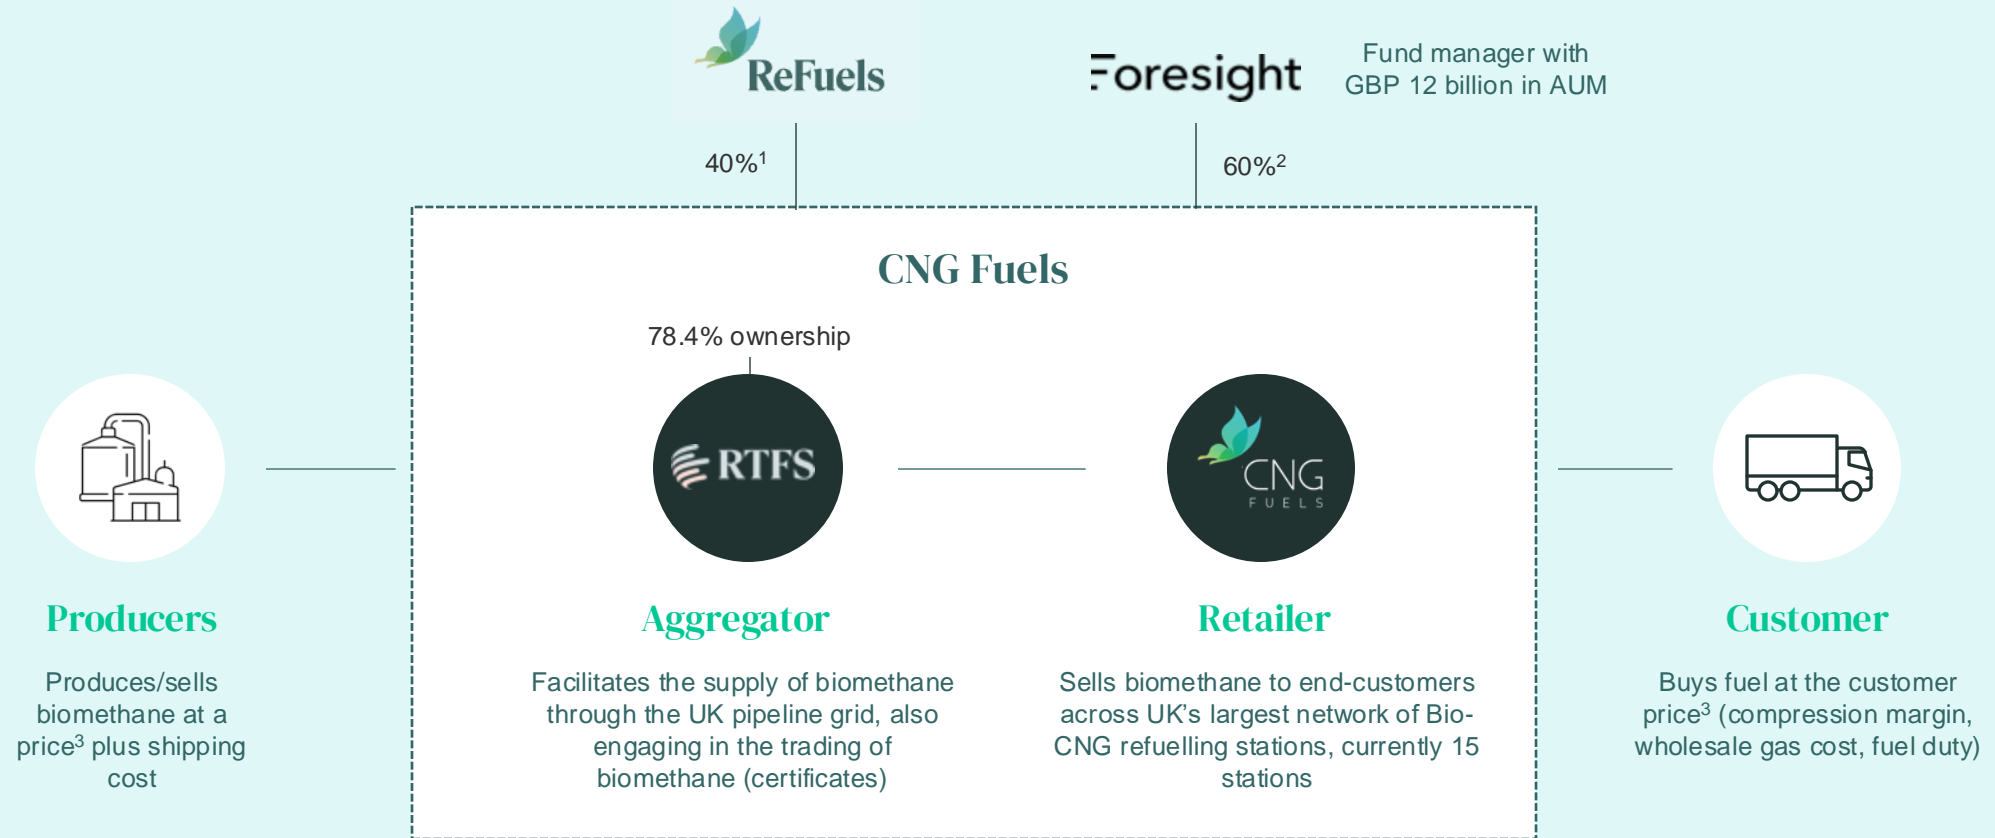 ReFuels
Foresight
Fund manager with
GBP 12 billion in AUM
40%¹
60%²
CNG Fuels
78.4% ownership
RTFS
CNG
FUELS
Producers
Produces/sells
biomethane at a
price³ plus shipping
cost
Aggregator
Facilitates the supply of biomethane
through the UK pipeline grid, also
engaging in the trading of
biomethane (certificates)
Retailer
Sells biomethane to end-customers
across UK's largest network of Bio-
CNG refuelling stations, currently 15
stations
Customer
Buys fuel at the customer
price³ (compression margin,
wholesale gas cost, fuel duty)